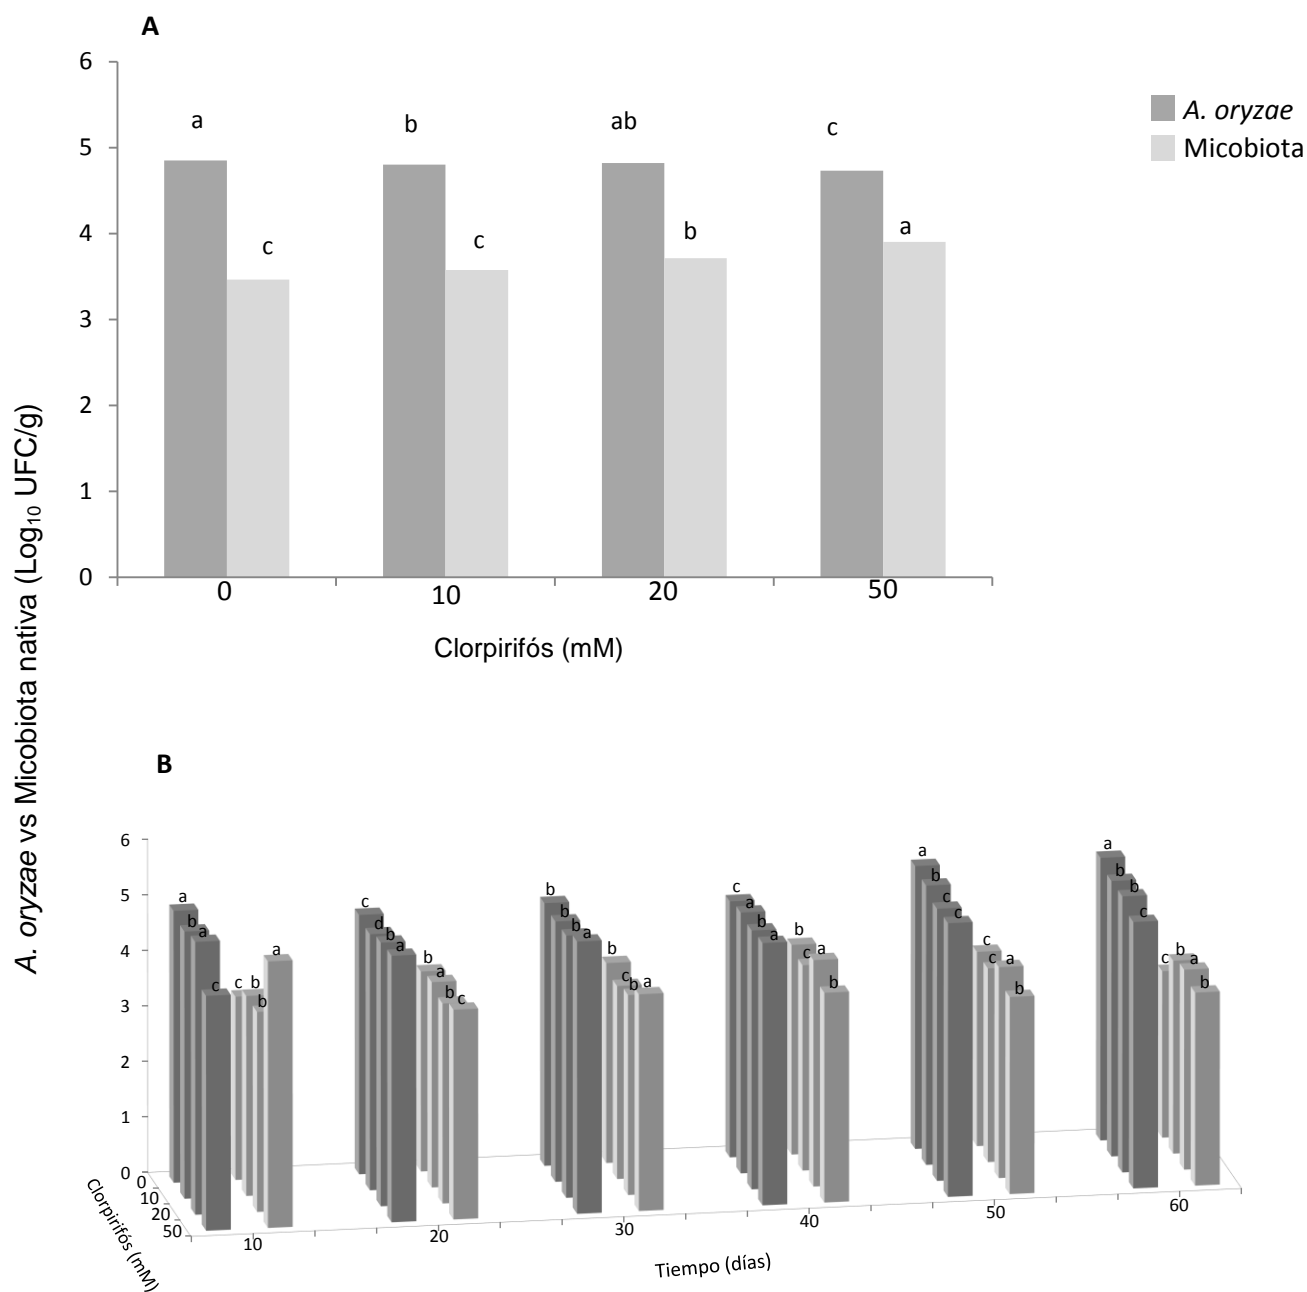 A
6
5
4
3
2
1
0
a
c
b
c
ab
b
c
a
0
10
20
50
Clorpirifós (mM)
A. oryzae
Micobiota
A. oryzae vs Micobiota nativa (Log₁₀ UFC/g)
B
6
5
4
3
2
1
0
a
b
a
c
c
b
b
a
c
d
b
a
b
a
b
c
b
b
b
a
b
c
b
a
c
a
b
a
b
c
a
b
a
b
c
c
c
c
a
b
a
b
b
c
c
b
a
b
0
10
20
50
Clorpirifós (mM)
10
20
30
40
50
60
Tiempo (días)